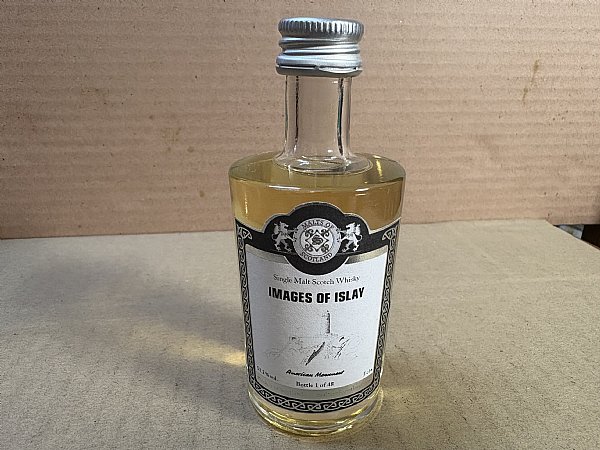 MALTS OF
SCOTLAND
Single Malt Scotch Whisky
IMAGES OF ISLAY
American Monument
Bottle 1 of 48